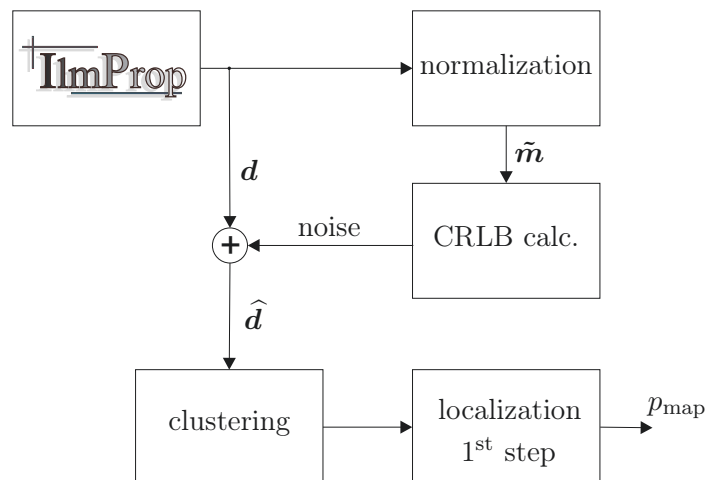 IlmProp
normalization
m̃
d
noise
CRLB calc.
+
d̂
clustering
localization
1st step
pmap